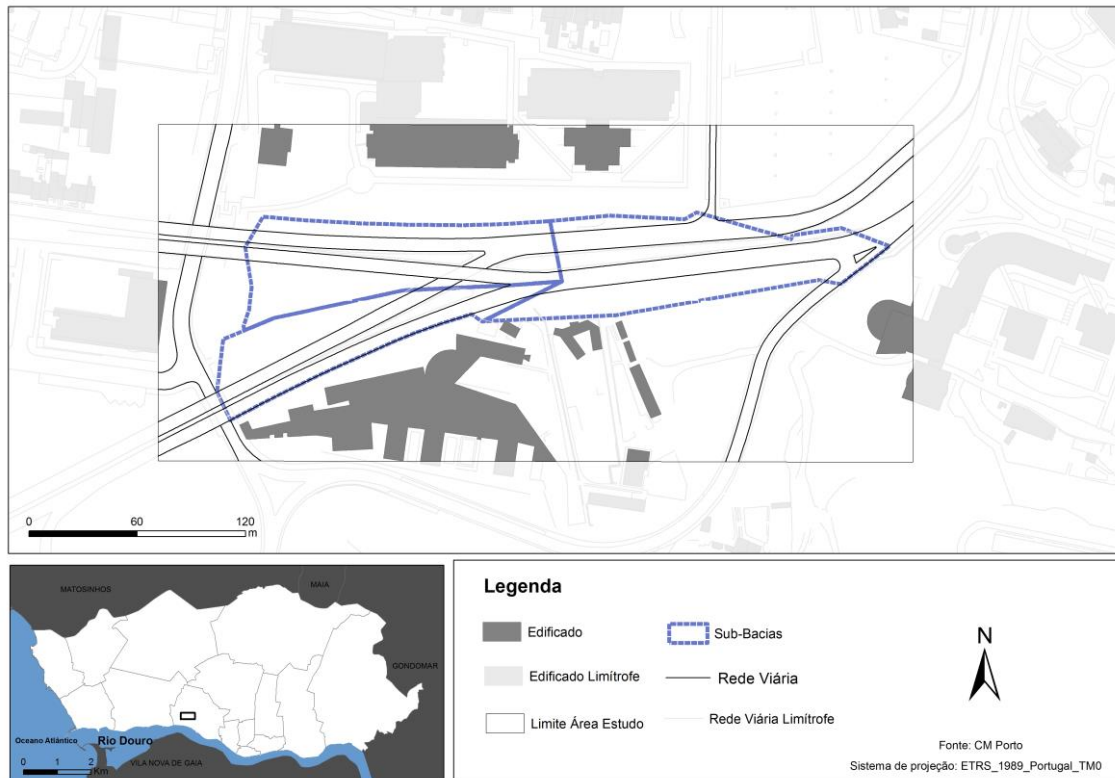 0 60 120
m
MATOSINHOS
MAIA
GONDOMAR
Oceano Atlântico
Rio Douro
VILA NOVA DE GAIA
0 1 2
Km
Legenda
Edificado
Sub-Bacias
Edificado Limítrofe
Rede Viária
Limite Área Estudo
Rede Viária Limítrofe
N
Fonte: CM Porto
Sistema de projeção: ETRS_1989_Portugal_TM0